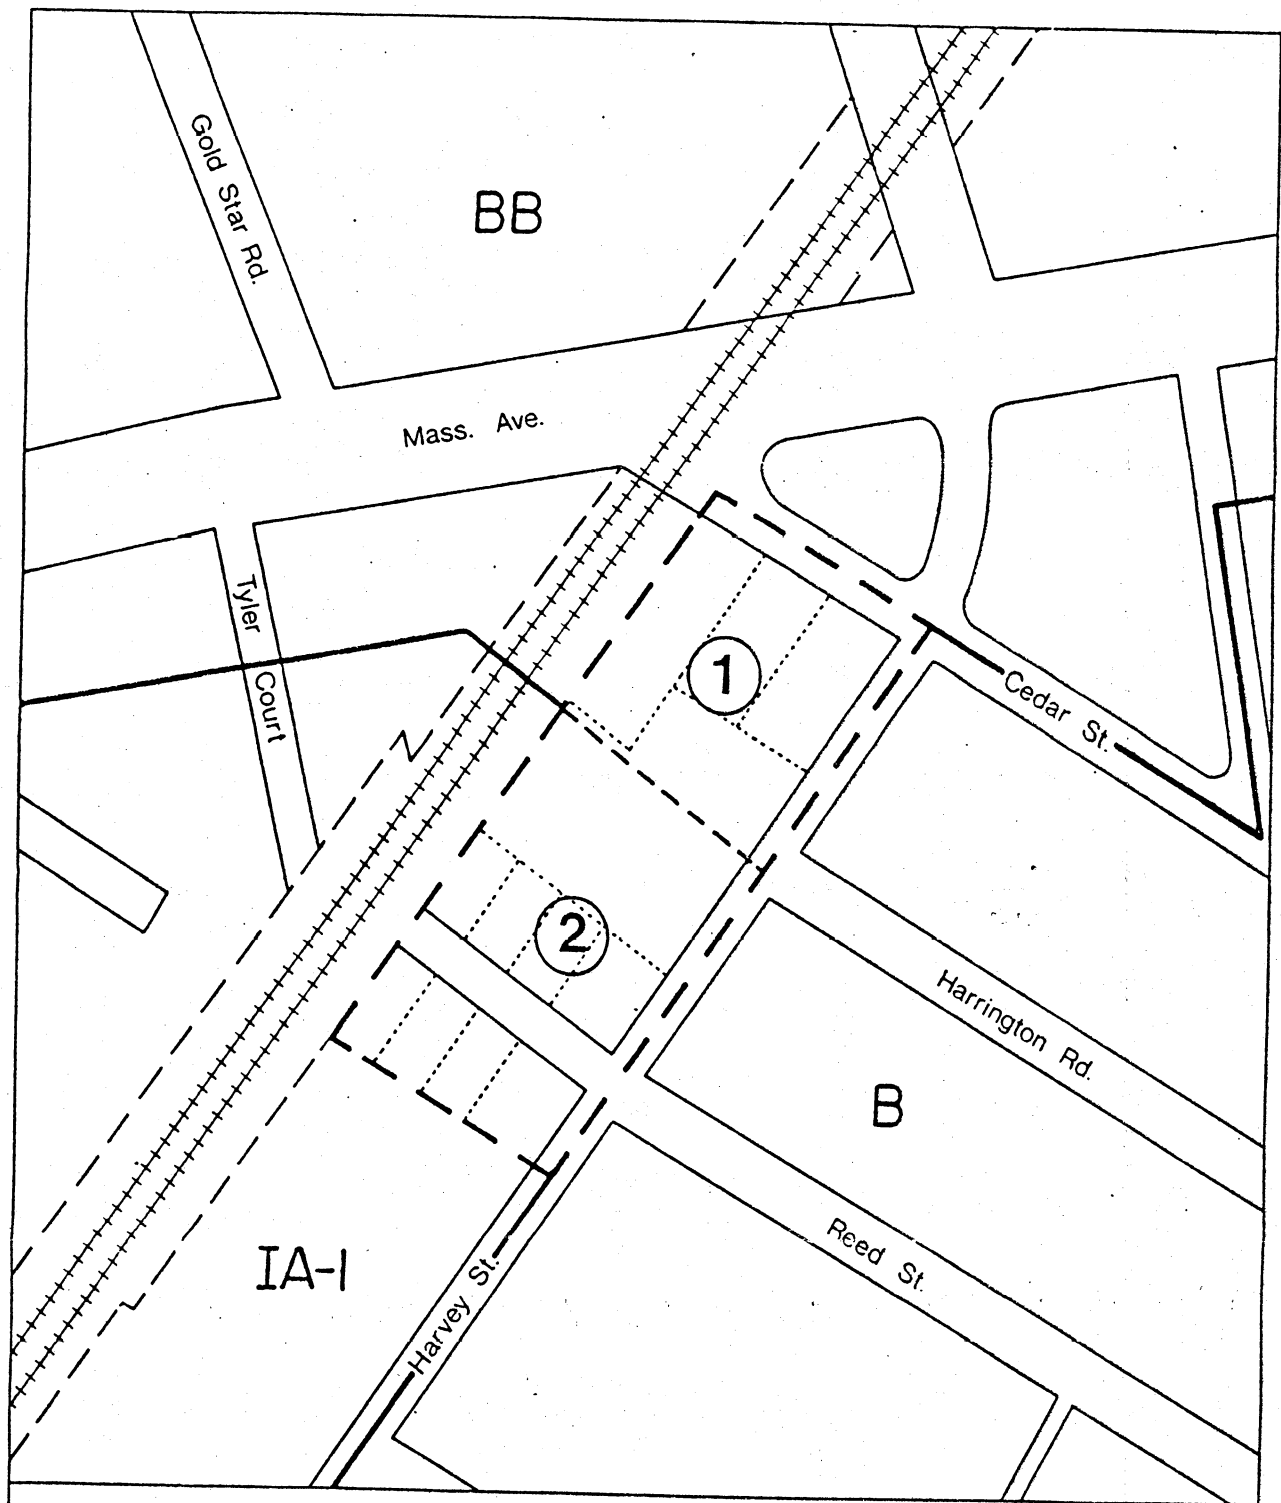 Gold Star Rd.
BB
Mass. Ave.
Tyler Court
1
Cedar St.
2
Harrington Rd.
B
Reed St.
IA-1
Harvey St.